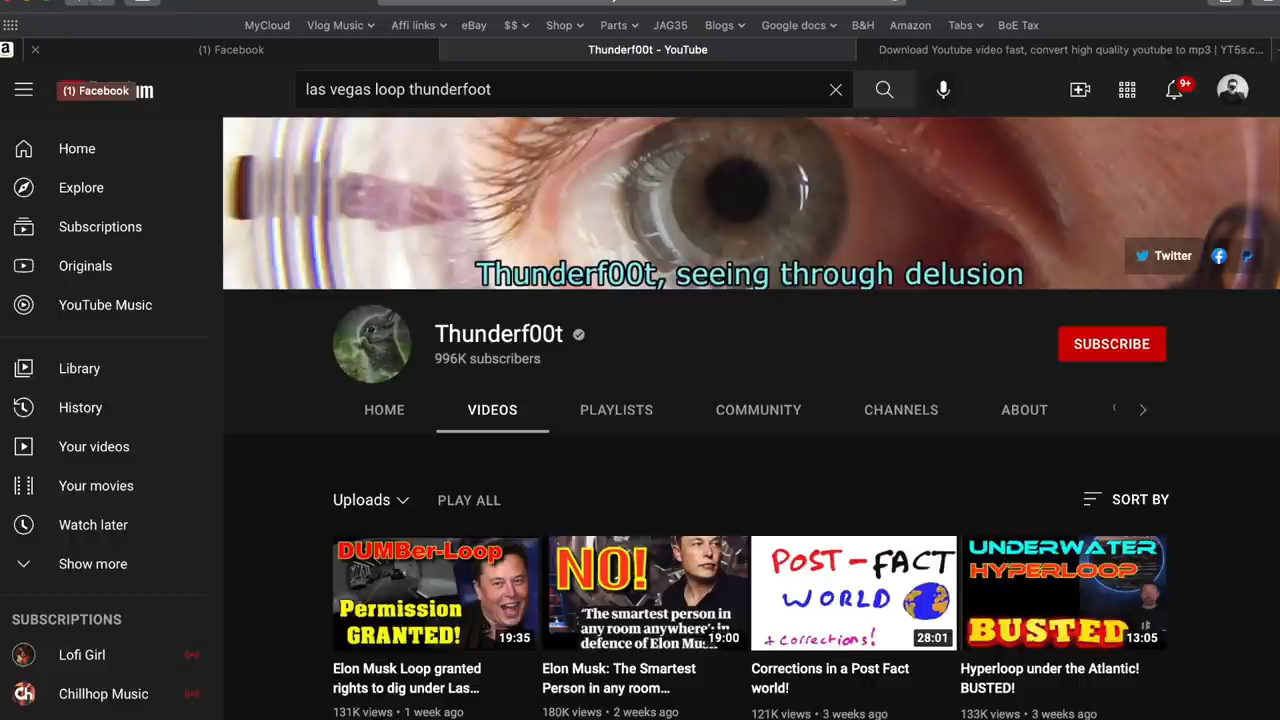 MyCloud Vlog Music Affi links eBay $$ Shop Parts JAG35 Blogs Google docs B&H Amazon Tabs BoE Tax
a (1) Facebook Thunderf00t - YouTube Download Youtube video fast, convert high quality youtube to mp3 | YT5s.c...
(1) Facebook las vegas loop thunderfoot 9+
Home
Explore
Subscriptions
Originals
YouTube Music
Library
History
Your videos
Your movies
Watch later
Show more
SUBSCRIPTIONS
Lofi Girl
Chillhop Music
Twitter
Thunderf00t, seeing through delusion
Thunderf00t
996K subscribers
SUBSCRIBE
HOME VIDEOS PLAYLISTS COMMUNITY CHANNELS ABOUT
Uploads PLAY ALL SORT BY
DUMBer-Loop
Permission
GRANTED!
19:35
Elon Musk Loop granted
rights to dig under Las...
131K views • 1 week ago
NO!
"The smartest person in
any room anywhere in
defence of Elon
19:00
Elon Musk: The Smartest
Person in any room...
180K views • 2 weeks ago
POST-FACT
WORLD
+ corrections!
28:01
Corrections in a Post Fact
world!
121K views • 3 weeks ago
UNDERWATER
HYPERLOOP
BUSTED
13:05
Hyperloop under the Atlantic!
BUSTED!
133K views • 3 weeks ago